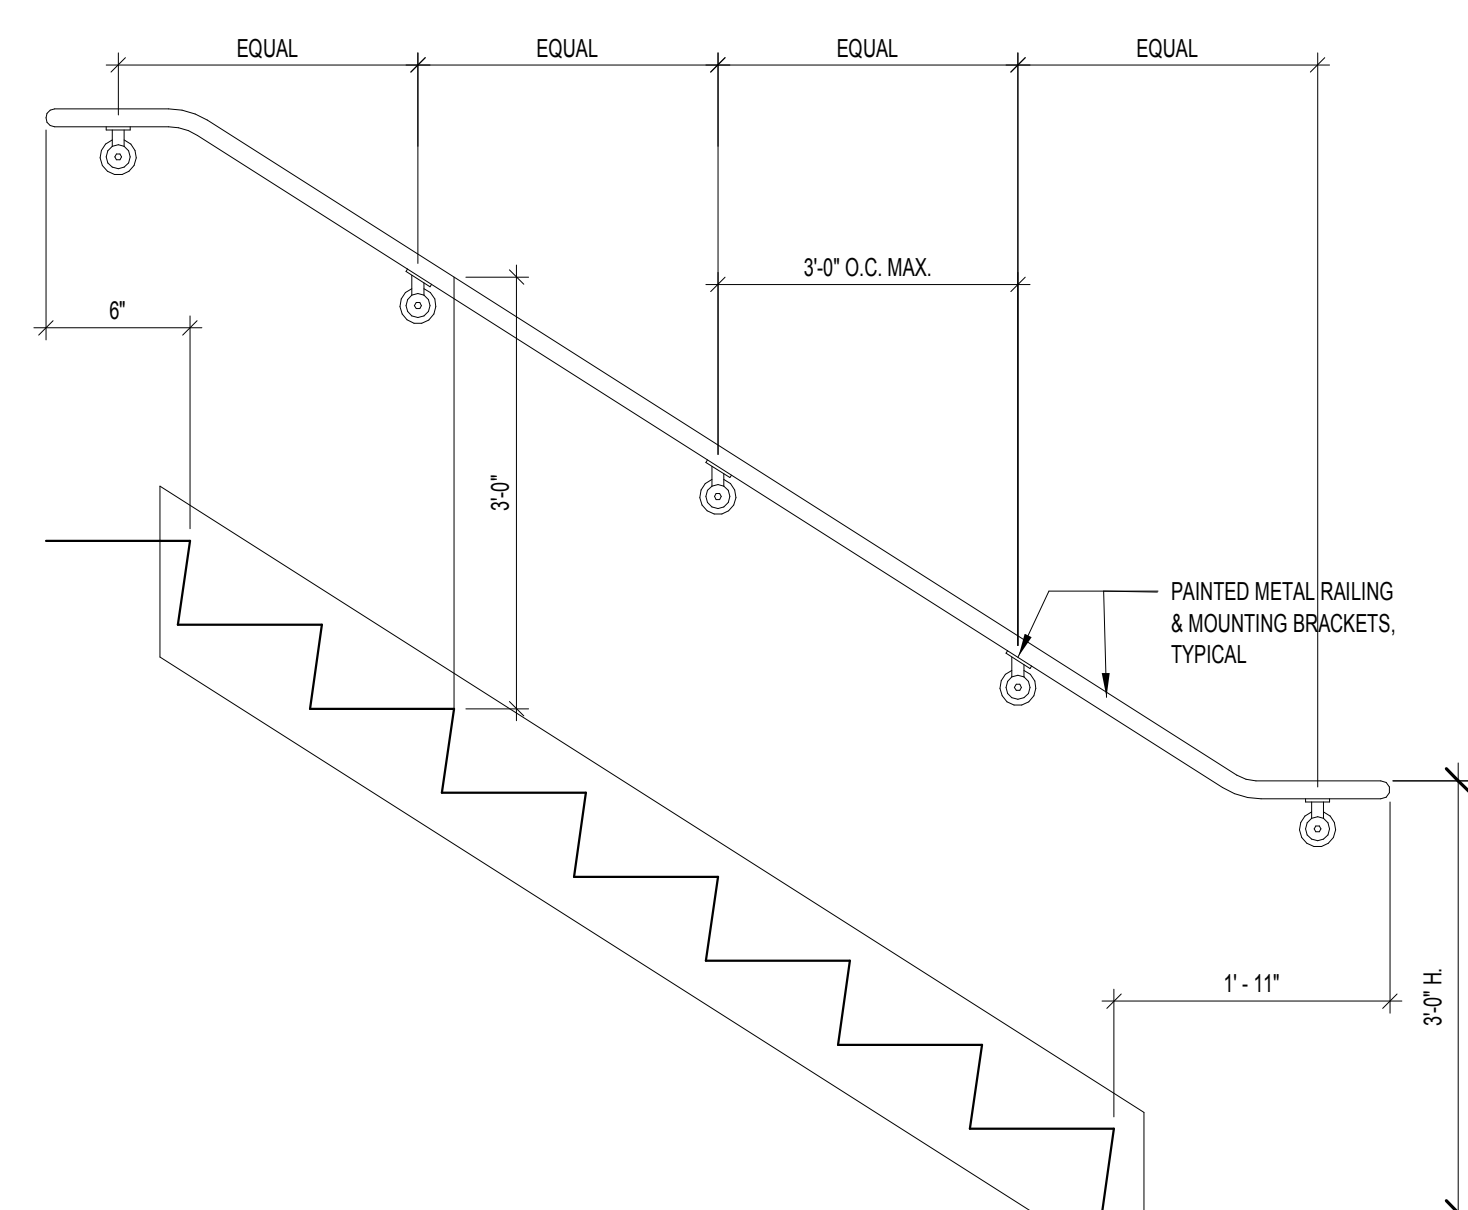 EQUAL EQUAL EQUAL EQUAL
3'-0" O.C. MAX.
6"
3'-0"
PAINTED METAL RAILING
& MOUNTING BRACKETS,
TYPICAL
1' - 11"
3'-0" H.